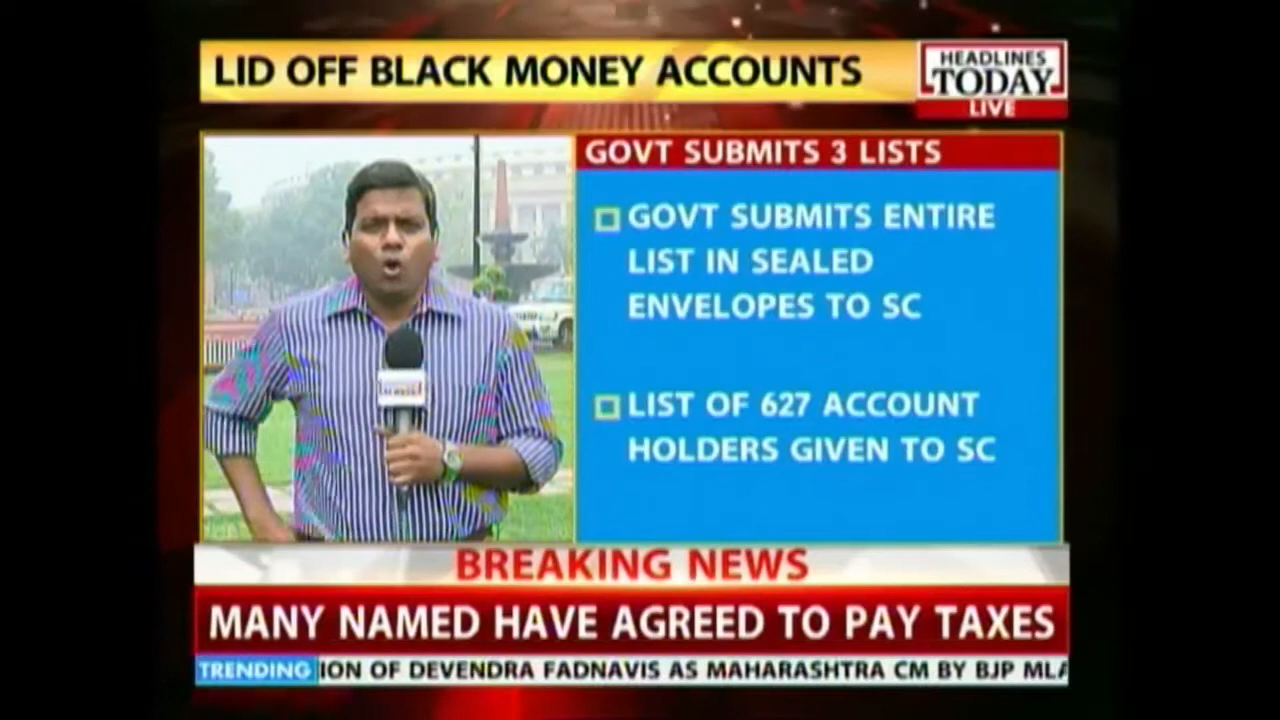 LID OFF BLACK MONEY ACCOUNTS
HEADLINES
TODAY
LIVE
GOVT SUBMITS 3 LISTS
GOVT SUBMITS ENTIRE
LIST IN SEALED
ENVELOPES TO SC
LIST OF 627 ACCOUNT
HOLDERS GIVEN TO SC
BREAKING NEWS
MANY NAMED HAVE AGREED TO PAY TAXES
TRENDING
ION OF DEVENDRA FADNAVIS AS MAHARASHTRA CM BY BJP MLA